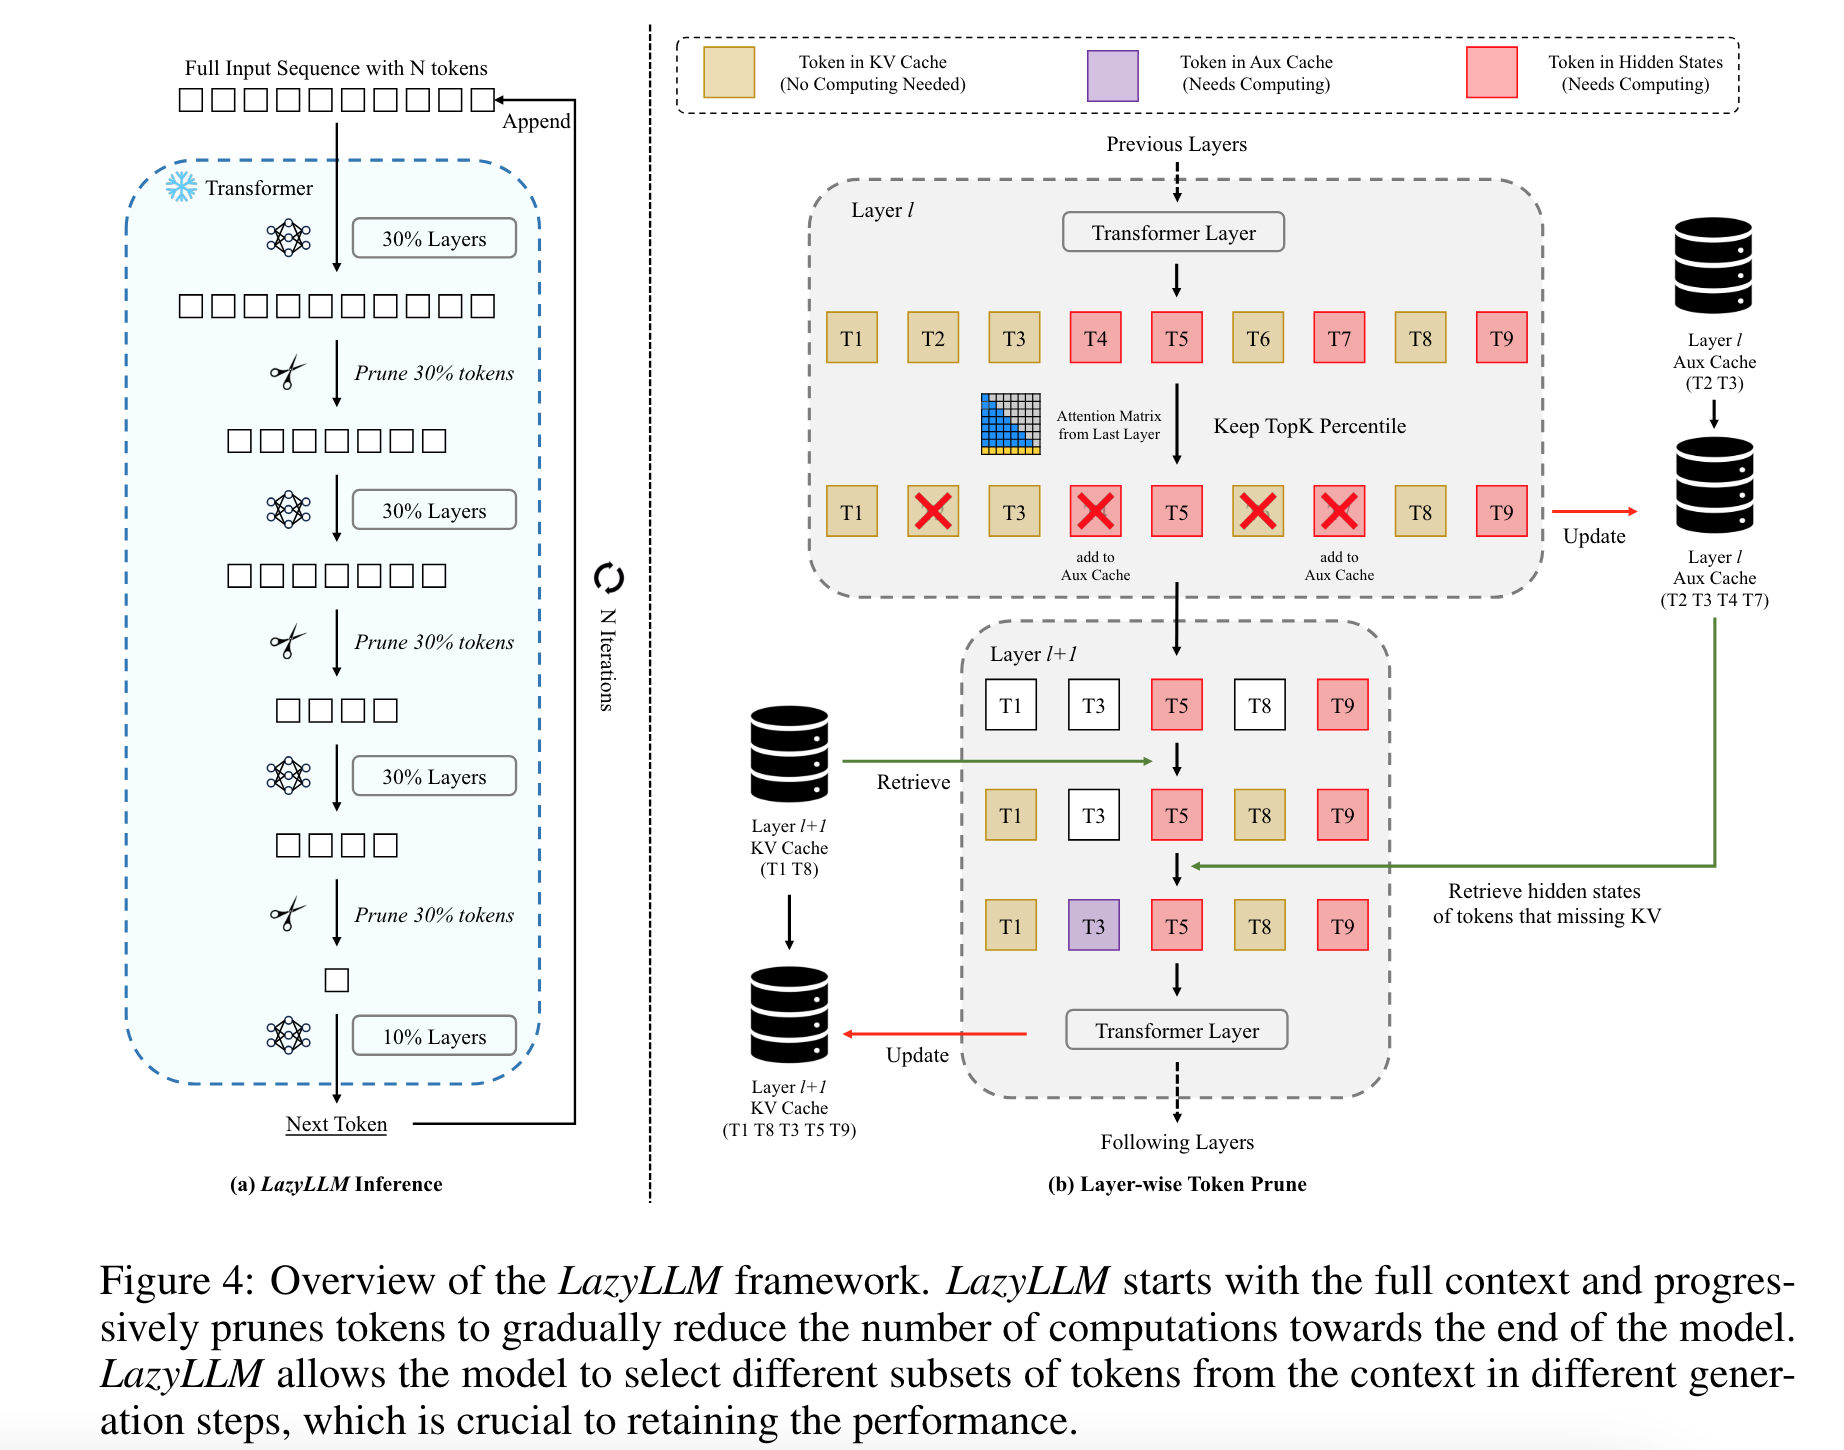 Full Input Sequence with N tokens
Append
Transformer
30% Layers
Prune 30% tokens
30% Layers
Prune 30% tokens
N Iterations
30% Layers
Prune 30% tokens
10% Layers
Next Token
(a) LazyLLM Inference
Token in KV Cache
(No Computing Needed)
Token in Aux Cache
(Needs Computing)
Token in Hidden States
(Needs Computing)
Previous Layers
Layer l
Transformer Layer
T1 T2 T3 T4 T5 T6 T7 T8 T9
Attention Matrix
from Last Layer
Keep TopK Percentile
T1 T3 T5 T8 T9
add to
Aux Cache
add to
Aux Cache
Update
Layer l
Aux Cache
(T2 T3)
Layer l
Aux Cache
(T2 T3 T4 T7)
Layer l+1
T1 T3 T5 T8 T9
Retrieve
Layer l+1
KV Cache
(T1 T8)
T1 T3 T5 T8 T9
Retrieve hidden states
of tokens that missing KV
T1 T3 T5 T8 T9
Transformer Layer
Update
Layer l+1
KV Cache
(T1 T8 T3 T5 T9)
Following Layers
(b) Layer-wise Token Prune
Figure 4: Overview of the LazyLLM framework. LazyLLM starts with the full context and progres-
sively prunes tokens to gradually reduce the number of computations towards the end of the model.
LazyLLM allows the model to select different subsets of tokens from the context in different gener-
ation steps, which is crucial to retaining the performance.